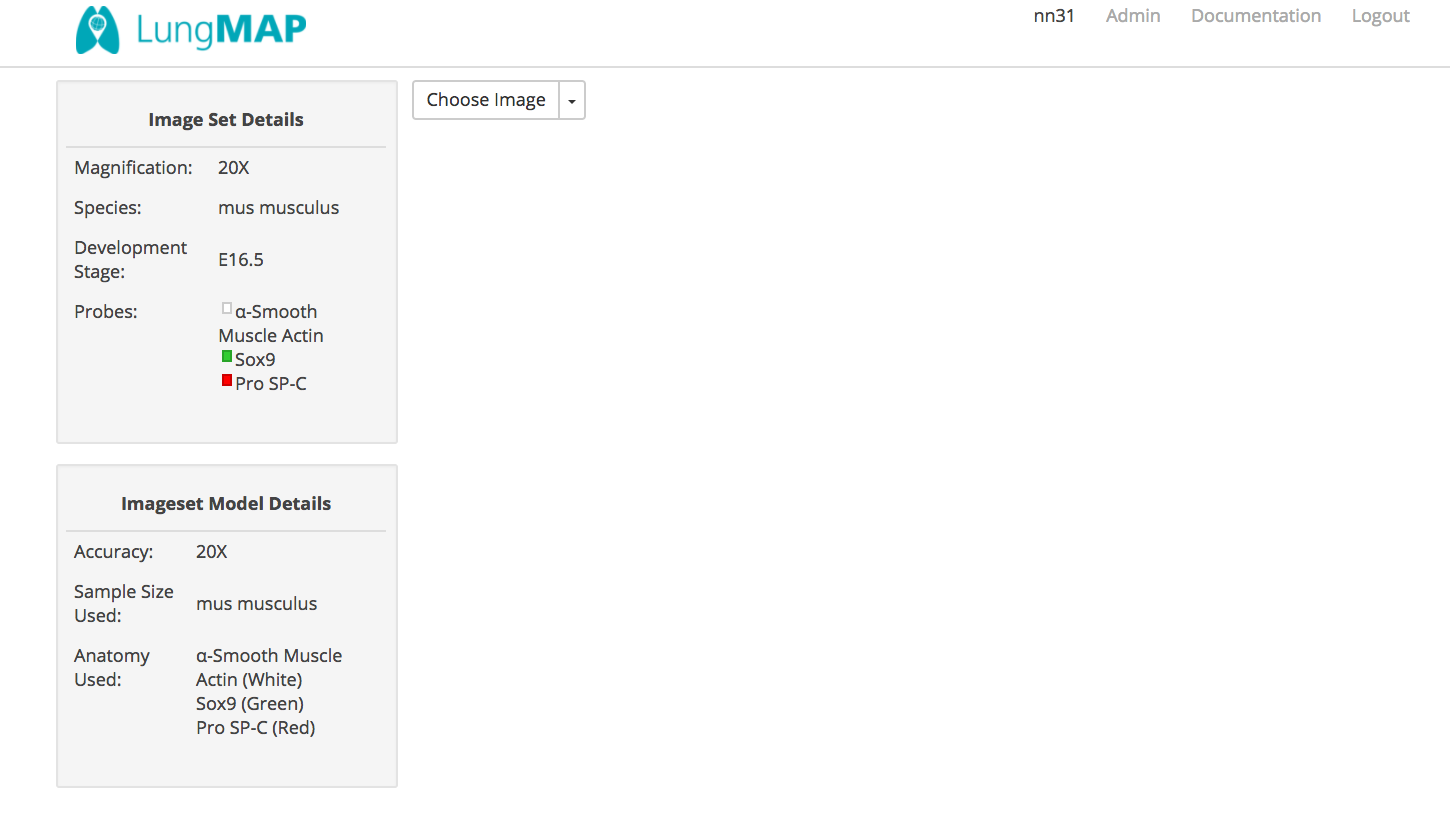 LungMAP
nn31 Admin Documentation Logout
Choose Image
Image Set Details
Magnification: 20X
Species: mus musculus
Development
Stage:
E16.5
Probes:
α-Smooth
Muscle Actin
Sox9
Pro SP-C
Imageset Model Details
Accuracy: 20X
Sample Size
Used:
mus musculus
Anatomy
Used:
α-Smooth Muscle
Actin (White)
Sox9 (Green)
Pro SP-C (Red)